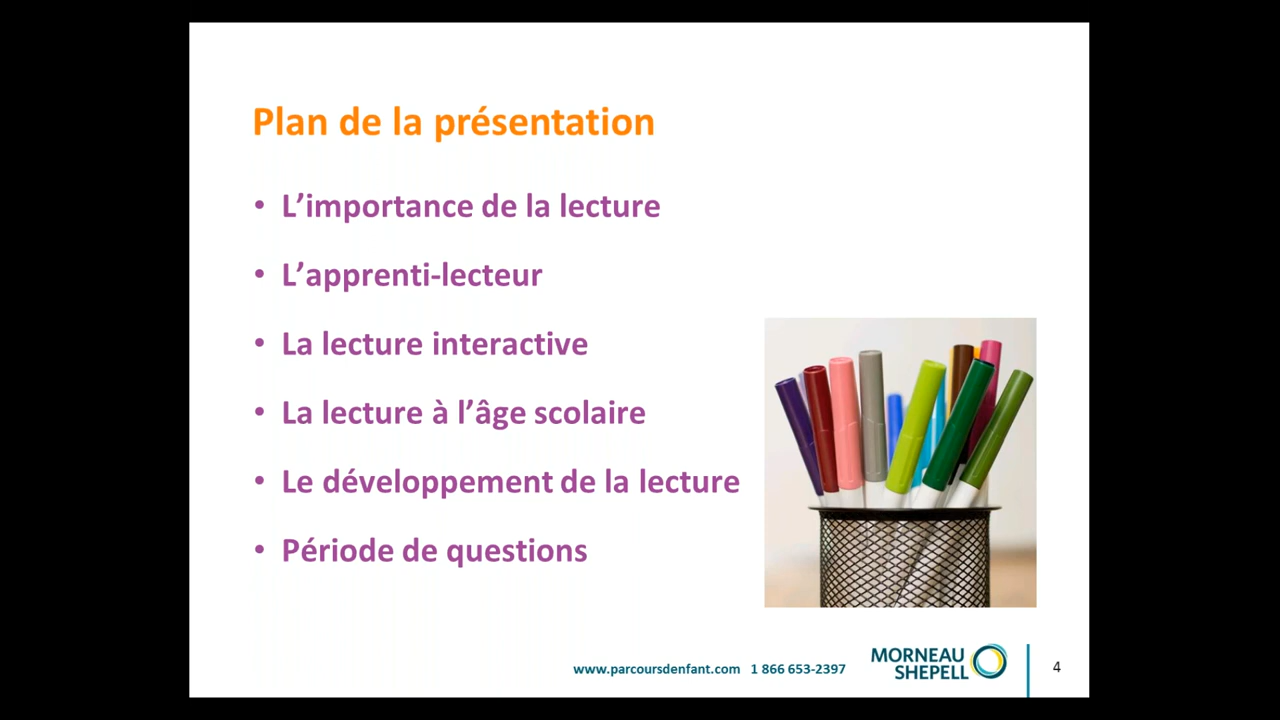 Plan de la présentation
• L’importance de la lecture
• L’apprenti-lecteur
• La lecture interactive
• La lecture à l’âge scolaire
• Le développement de la lecture
• Période de questions
www.parcoursdenfant.com 1 866 653-2397
MORNEAU
SHEPELL
4